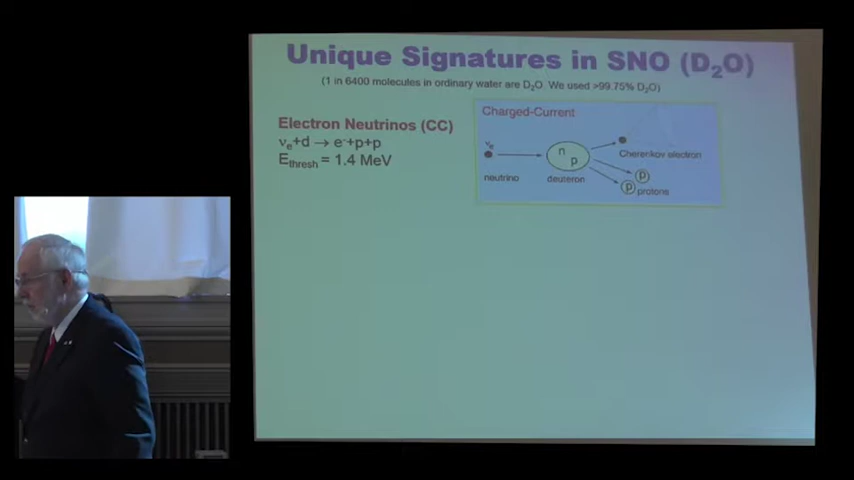 Unique Signatures in SNO (D₂O)
(1 in 6400 molecules in ordinary water are D₂O. We used >99.75% D₂O)
Electron Neutrinos (CC)
νₑ+d → e⁻+p+p
E_thresh = 1.4 MeV
Charged-Current
νₑ
neutrino
n
p
deuteron
Cherenkov electron
p
p
protons